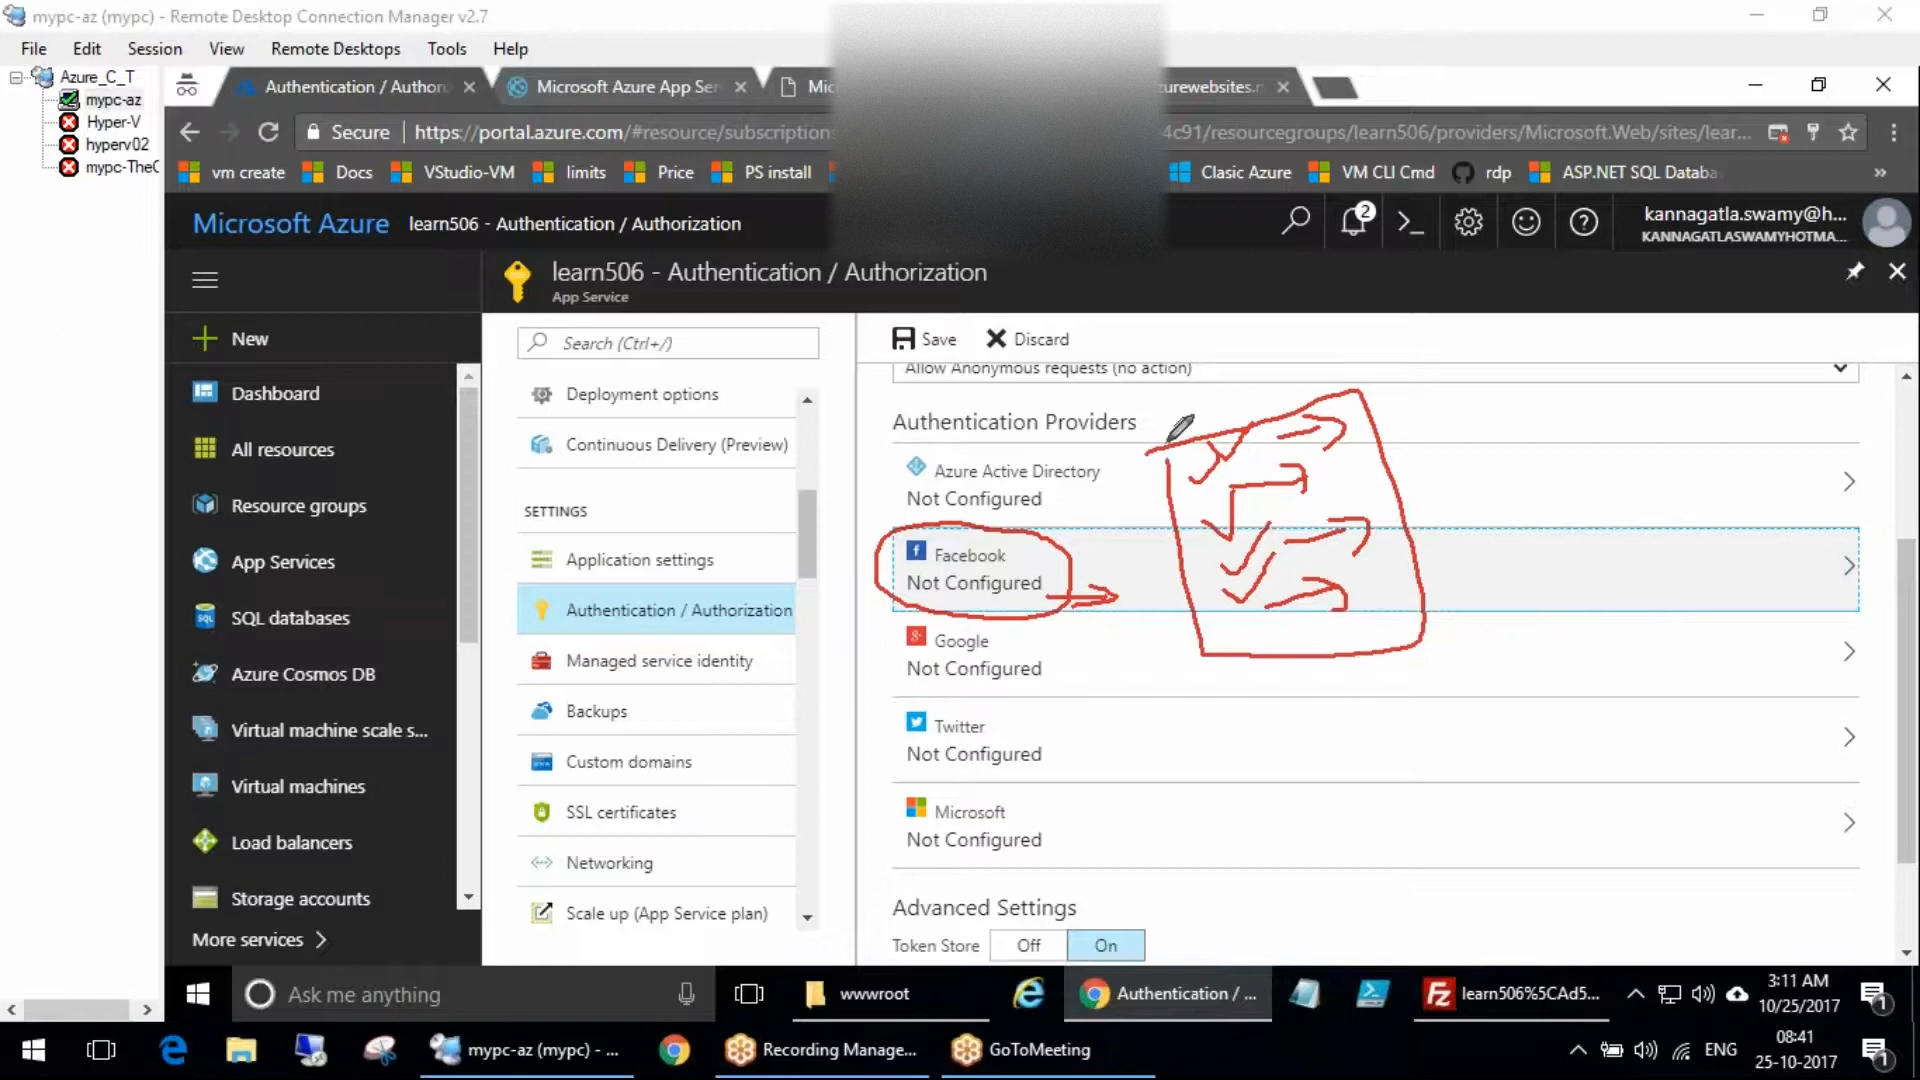 mypc-az (mypc) - Remote Desktop Connection Manager v2.7
File Edit Session View Remote Desktops Tools Help
Azure_C_T
mypc-az
Hyper-V
hyperv02
mypc-TheC
Authentication / Author
Microsoft Azure App Ser
Mic
urewebsites.
Secure
https://portal.azure.com/#resource/subscriptions
4c91/resourcegroups/learn506/providers/Microsoft.Web/sites/lear...
vm create Docs VStudio-VM limits Price PS install Clasic Azure VM CLI Cmd rdp ASP.NET SQL Databa
»
Microsoft Azure learn506 - Authentication / Authorization
2
kannagatla.swamy@h...
KANNAGATLASWAMYHOTMA...
learn506 - Authentication / Authorization
App Service
New
Dashboard
All resources
Resource groups
App Services
SQL databases
Azure Cosmos DB
Virtual machine scale s...
Virtual machines
Load balancers
Storage accounts
More services
Search (Ctrl+/)
Deployment options
Continuous Delivery (Preview)
SETTINGS
Application settings
Authentication / Authorization
Managed service identity
Backups
Custom domains
SSL certificates
Networking
Scale up (App Service plan)
Save Discard
Allow Anonymous requests (no action)
Authentication Providers
Azure Active Directory
Not Configured
Facebook
Not Configured
Google
Not Configured
Twitter
Not Configured
Microsoft
Not Configured
Advanced Settings
Token Store Off On
Ask me anything
wwwroot
Authentication / ...
learn506%5CAd5...
3:11 AM
10/25/2017
1
mypc-az (mypc) - ...
Recording Manage...
GoToMeeting
ENG
08:41
25-10-2017
1